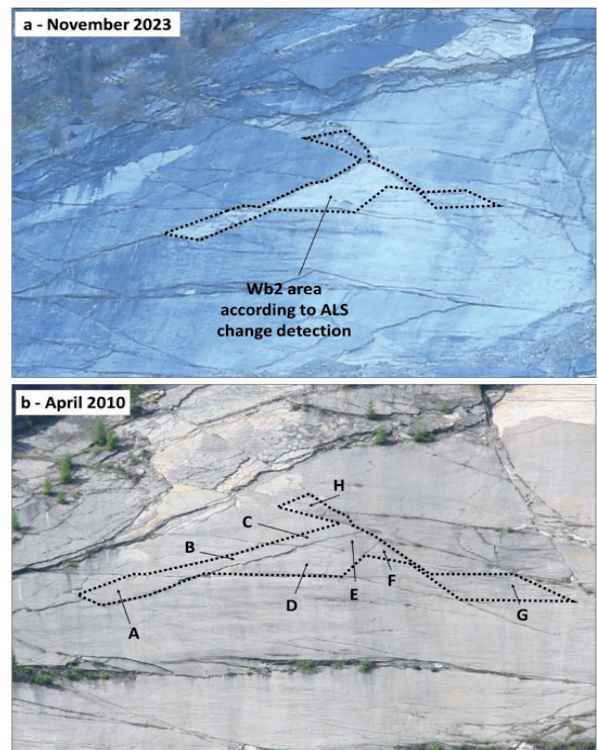 a - November 2023
Wb2 area
according to ALS
change detection
b - April 2010
H
C
B
F
D
E
G
A